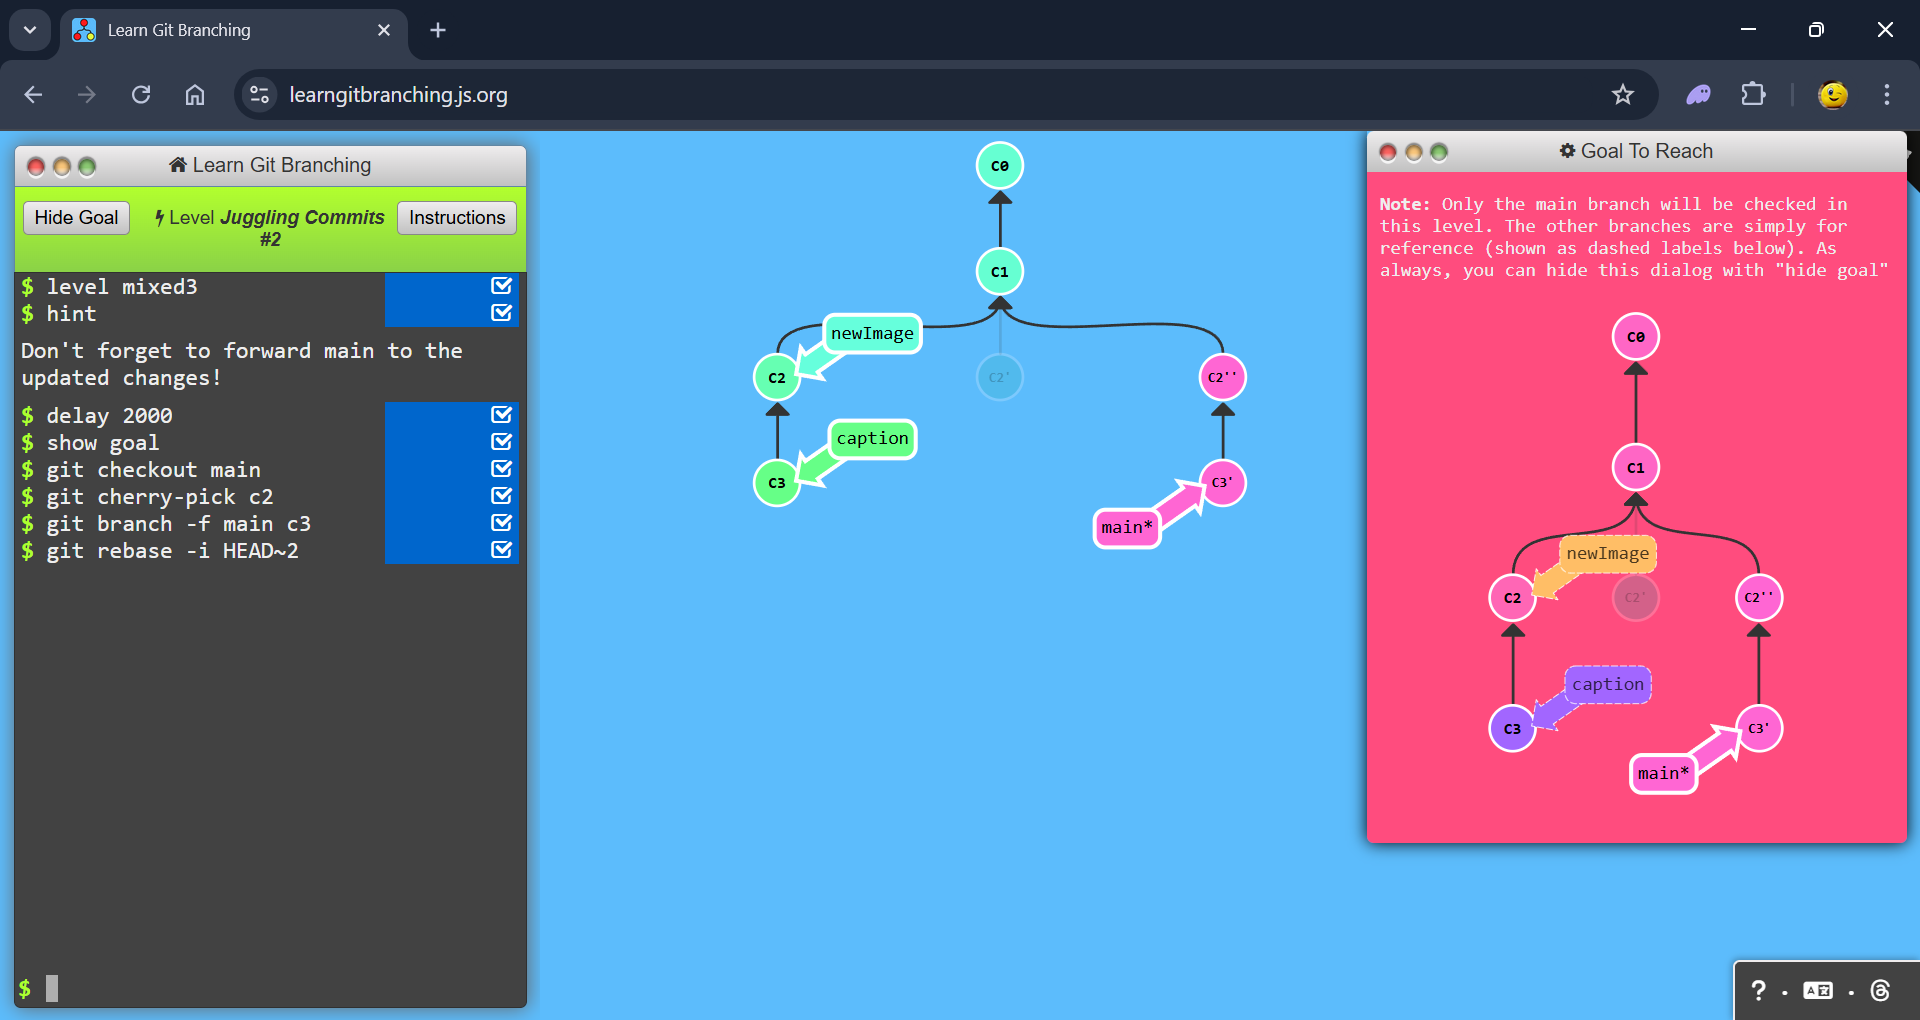 Learn Git Branching
learngitbranching.js.org
Learn Git Branching
Hide Goal
Level Juggling Commits
#2
Instructions
$ level mixed3
$ hint
Don't forget to forward main to the
updated changes!
$ delay 2000
$ show goal
$ git checkout main
$ git cherry-pick c2
$ git branch -f main c3
$ git rebase -i HEAD~2
$
C0
C1
newImage
C2
C2'
C2''
caption
C3
C3'
main*
Goal To Reach
Note: Only the main branch will be checked in
this level. The other branches are simply for
reference (shown as dashed labels below). As
always, you can hide this dialog with "hide goal"
C0
C1
newImage
C2
C2'
C2''
caption
C3
C3'
main*